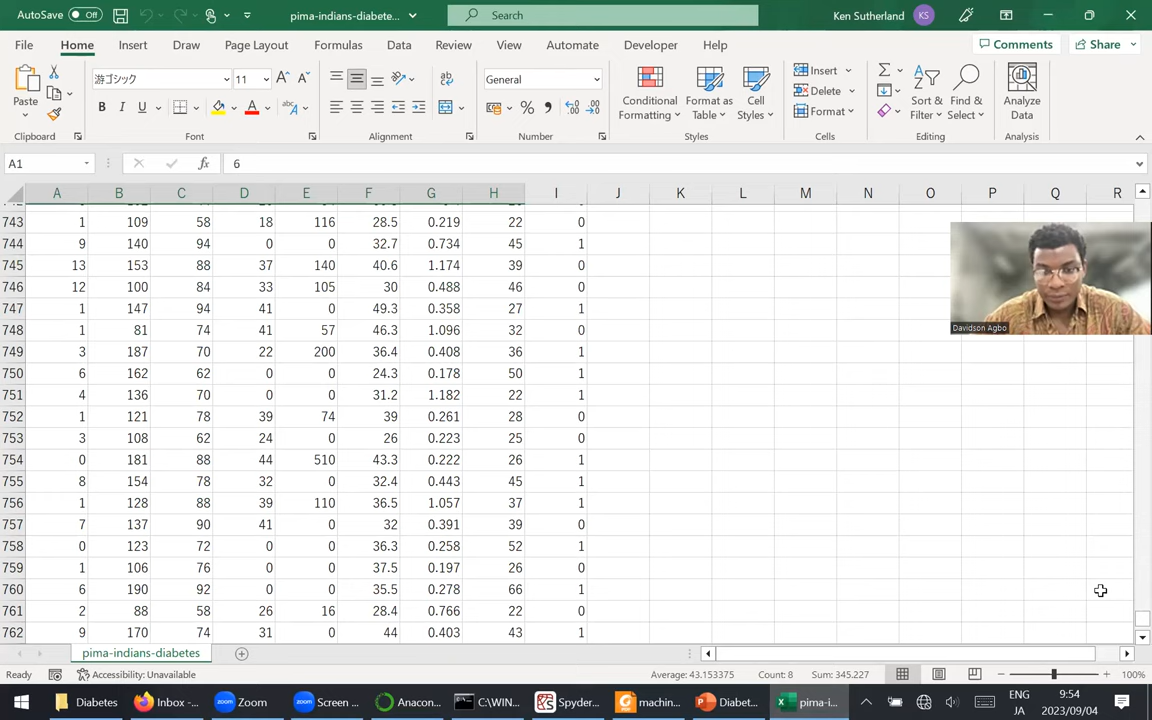 AutoSave Off pima-indians-diabete... Search Ken Sutherland KS
File Home Insert Draw Page Layout Formulas Data Review View Automate Developer Help Comments Share
Paste 游ゴシック 11 General Conditional Formatting Format as Table Cell Styles Insert Delete Format Sort & Filter Find & Select Analyze Data
Clipboard Font Alignment Number Styles Cells Editing Analysis
A1 fx 6
A B C D E F G H I J K L M N O P Q R
743 1 109 58 18 116 28.5 0.219 22 0
744 9 140 94 0 0 32.7 0.734 45 1
745 13 153 88 37 140 40.6 1.174 39 0
746 12 100 84 33 105 30 0.488 46 0
747 1 147 94 41 0 49.3 0.358 27 1
748 1 81 74 41 57 46.3 1.096 32 0
749 3 187 70 22 200 36.4 0.408 36 1
750 6 162 62 0 0 24.3 0.178 50 1
751 4 136 70 0 0 31.2 1.182 22 1
752 1 121 78 39 74 39 0.261 28 0
753 3 108 62 24 0 26 0.223 25 0
754 0 181 88 44 510 43.3 0.222 26 1
755 8 154 78 32 0 32.4 0.443 45 1
756 1 128 88 39 110 36.5 1.057 37 1
757 7 137 90 41 0 32 0.391 39 0
758 0 123 72 0 0 36.3 0.258 52 1
759 1 106 76 0 0 37.5 0.197 26 0
760 6 190 92 0 0 35.5 0.278 66 1
761 2 88 58 26 16 28.4 0.766 22 0
762 9 170 74 31 0 44 0.403 43 1
Davidson Agbo
pima-indians-diabetes
Ready Accessibility: Unavailable Average: 43.153375 Count: 8 Sum: 345.227 100%
Diabetes Inbox -... Zoom Screen ... Anacon... C:\WIN... Spyder... machin... Diabet... pima-i... ENG 9:54
JA 2023/09/04